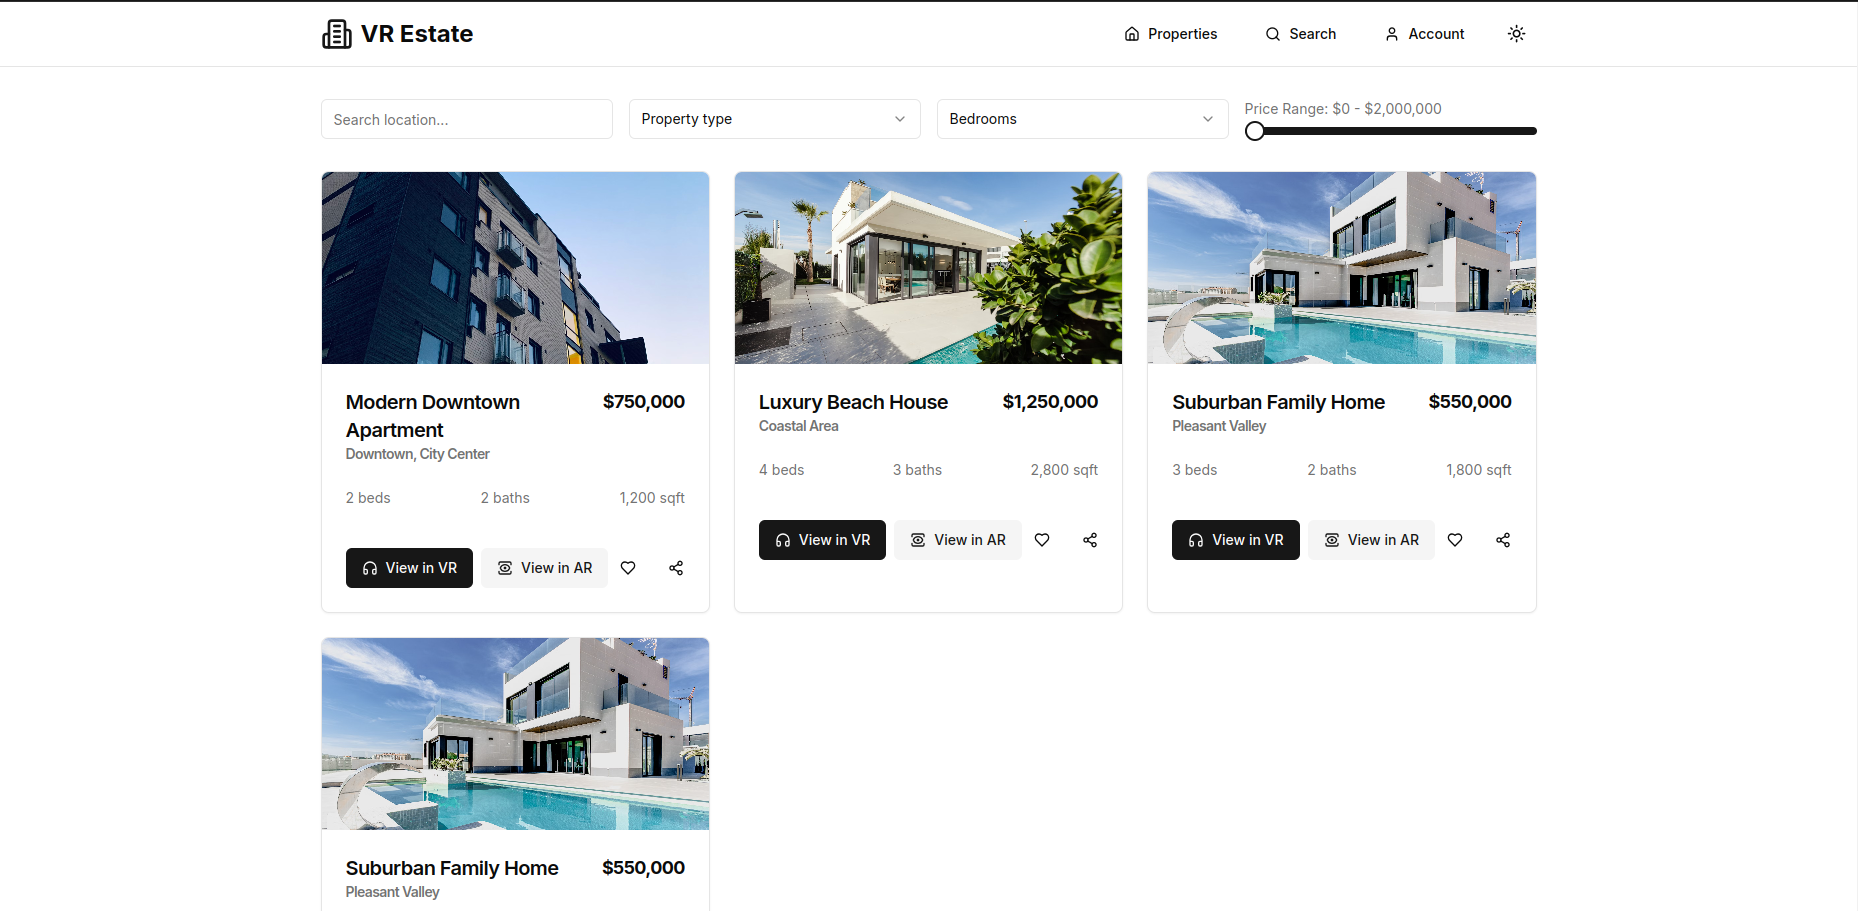 VR Estate
Properties
Search
Account
Search location...
Property type
Bedrooms
Price Range: $0 - $2,000,000
Modern Downtown
Apartment
$750,000
Downtown, City Center
2 beds
2 baths
1,200 sqft
View in VR
View in AR
Luxury Beach House
$1,250,000
Coastal Area
4 beds
3 baths
2,800 sqft
View in VR
View in AR
Suburban Family Home
$550,000
Pleasant Valley
3 beds
2 baths
1,800 sqft
View in VR
View in AR
Suburban Family Home
$550,000
Pleasant Valley